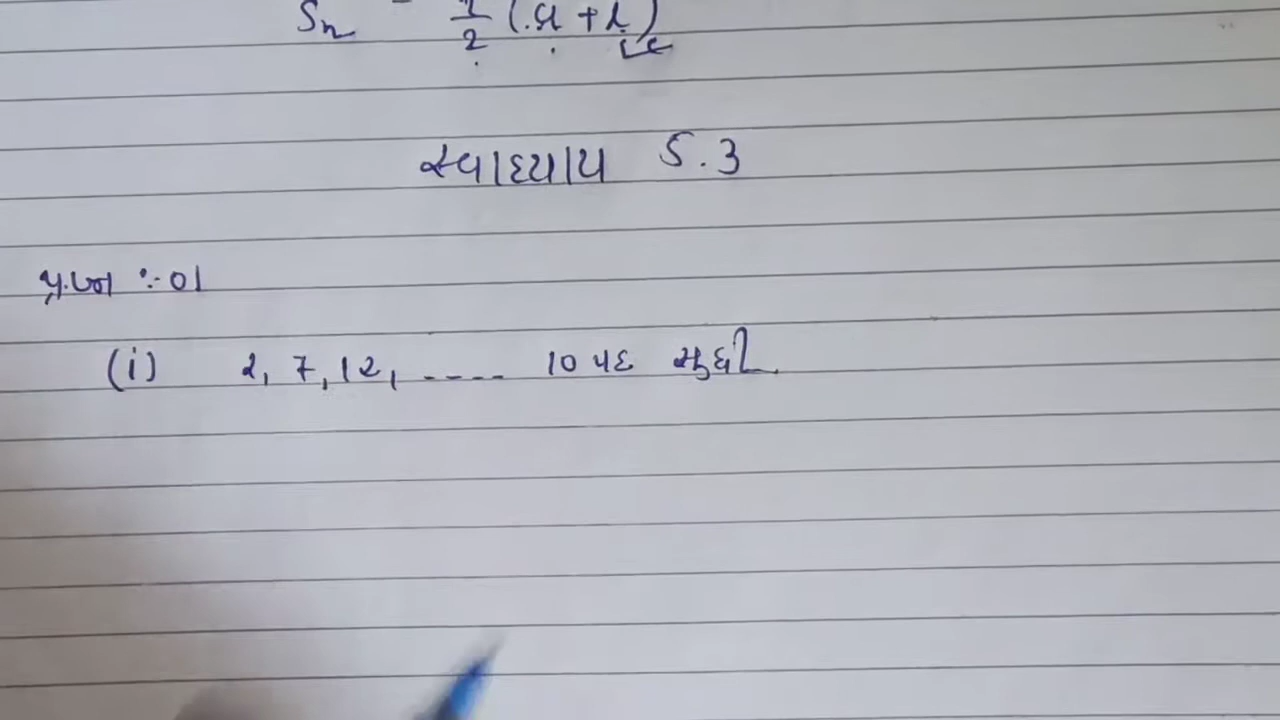 Sn = n/2 (a + l)
સ્વાધ્યાય 5.3
પ્રશ્ન :- 01
(i) 2, 7, 12, ---- 10 પદ સુધી.